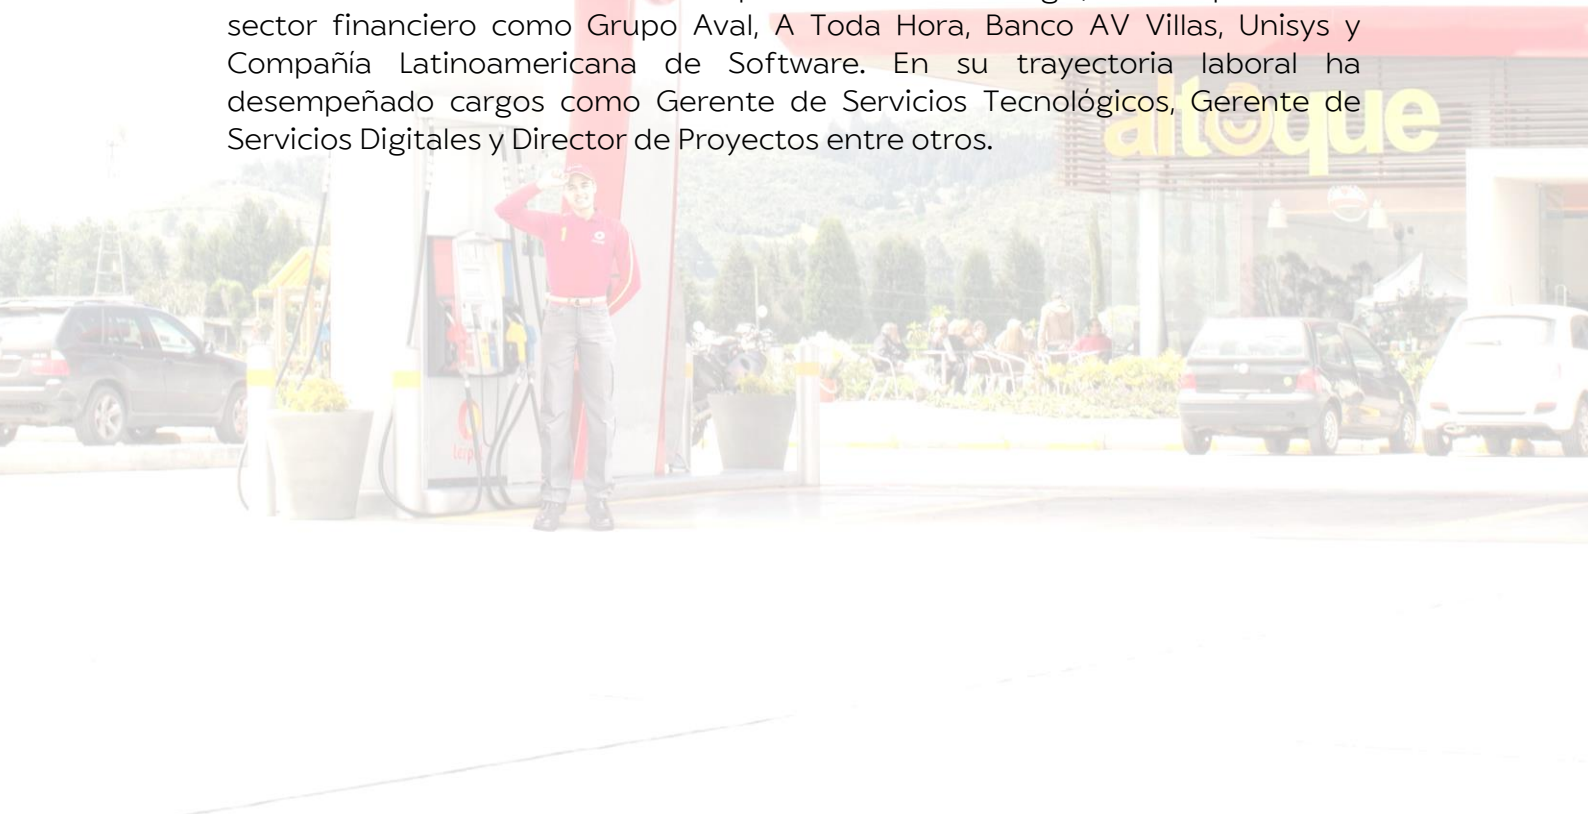 sector financiero como Grupo Aval, A Toda Hora, Banco AV Villas, Unisys y
Compañía Latinoamericana de Software. En su trayectoria laboral ha
desempeñado cargos como Gerente de Servicios Tecnológicos, Gerente de
Servicios Digitales y Director de Proyectos entre otros.
altoque